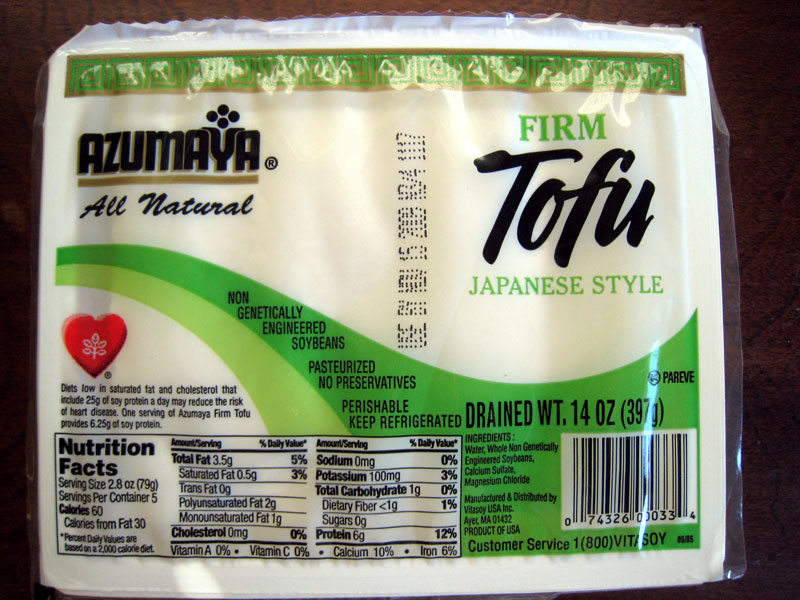 AZUMAYA®
All Natural
FIRM
Tofu
JAPANESE STYLE
NON
GENETICALLY
ENGINEERED
SOYBEANS
PASTEURIZED
NO PRESERVATIVES
PERISHABLE
KEEP REFRIGERATED
PAREVE
DRAINED WT. 14 OZ (397g)
®
Diets low in saturated fat and cholesterol that
include 25g of soy protein a day may reduce the risk
of heart disease. One serving of Azumaya Firm Tofu
provides 6.25g of soy protein.
Nutrition
Facts
Serving Size 2.8 oz (79g)
Servings Per Container 5
Calories 60
Calories from Fat 30
*Percent Daily Values are
based on a 2,000 calorie diet.
Amount/Serving % Daily Value*
Total Fat 3.5g 5%
Saturated Fat 0.5g 3%
Trans Fat 0g
Polyunsaturated Fat 2g
Monounsaturated Fat 1g
Cholesterol 0mg 0%
Amount/Serving % Daily Value*
Sodium 0mg 0%
Potassium 100mg 3%
Total Carbohydrate 1g 0%
Dietary Fiber <1g 1%
Sugars 0g
Protein 6g 12%
Vitamin A 0% • Vitamin C 0% • Calcium 10% • Iron 6%
INGREDIENTS:
Water, Whole Non Genetically
Engineered Soybeans,
Calcium Sulfate,
Magnesium Chloride
Manufactured & Distributed by
Vitasoy USA Inc.
Ayer, MA 01432
PRODUCT OF USA
0 74326 00033 4
Customer Service 1(800)VITASOY 05/05